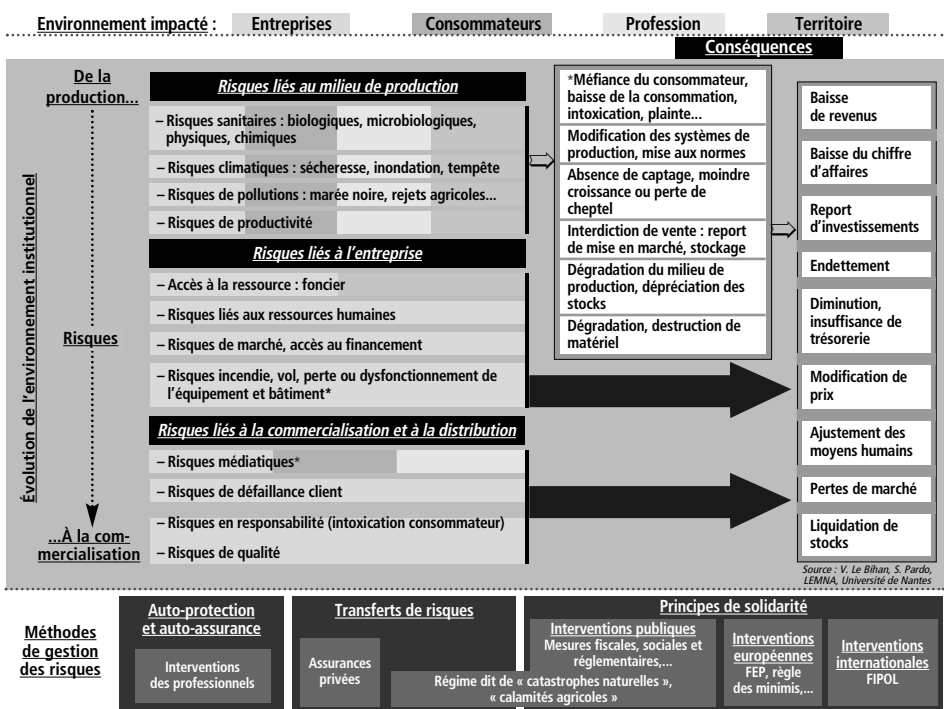 Environnement impacté :
Entreprises
Consommateurs
Profession
Territoire
Conséquences
De la
production...
Évolution de l'environnement institutionnel
Risques
...À la com-
mercialisation
Risques liés au milieu de production
– Risques sanitaires : biologiques, microbiologiques,
physiques, chimiques
– Risques climatiques : sécheresse, inondation, tempête
– Risques de pollutions : marée noire, rejets agricoles...
– Risques de productivité
Risques liés à l'entreprise
– Accès à la ressource : foncier
– Risques liés aux ressources humaines
– Risques de marché, accès au financement
– Risques incendie, vol, perte ou dysfonctionnement de
l'équipement et bâtiment*
Risques liés à la commercialisation et à la distribution
– Risques médiatiques*
– Risques de défaillance client
– Risques en responsabilité (intoxication consommateur)
– Risques de qualité
*Méfiance du consommateur,
baisse de la consommation,
intoxication, plainte...
Modification des systèmes de
production, mise aux normes
Absence de captage, moindre
croissance ou perte de
cheptel
Interdiction de vente : report
de mise en marché, stockage
Dégradation du milieu de
production, dépréciation des
stocks
Dégradation, destruction de
matériel
Baisse
de revenus
Baisse du chiffre
d'affaires
Report
d'investissements
Endettement
Diminution,
insuffisance de
trésorerie
Modification de
prix
Ajustement des
moyens humains
Pertes de marché
Liquidation de
stocks
Source : V. Le Bihan, S. Pardo,
LEMNA, Université de Nantes
Méthodes
de gestion
des risques
Auto-protection
et auto-assurance
Interventions
des professionnels
Transferts de risques
Assurances
privées
Principes de solidarité
Interventions publiques
Mesures fiscales, sociales et
réglementaires,...
Régime dit de « catastrophes naturelles »,
« calamités agricoles »
Interventions
européennes
FEP, règle
des minimis,...
Interventions
internationales
FIPOL